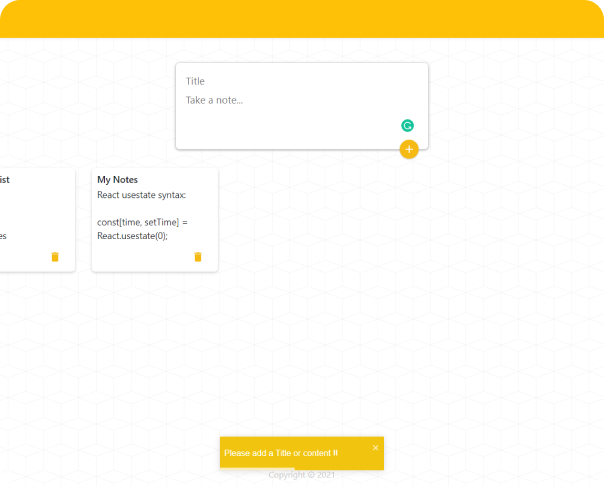 Title
Take a note...
ist
es
My Notes
React usestate syntax:
const[time, setTime] =
React.usestate(0);
Please add a Title or content !!
Copyright © 2021